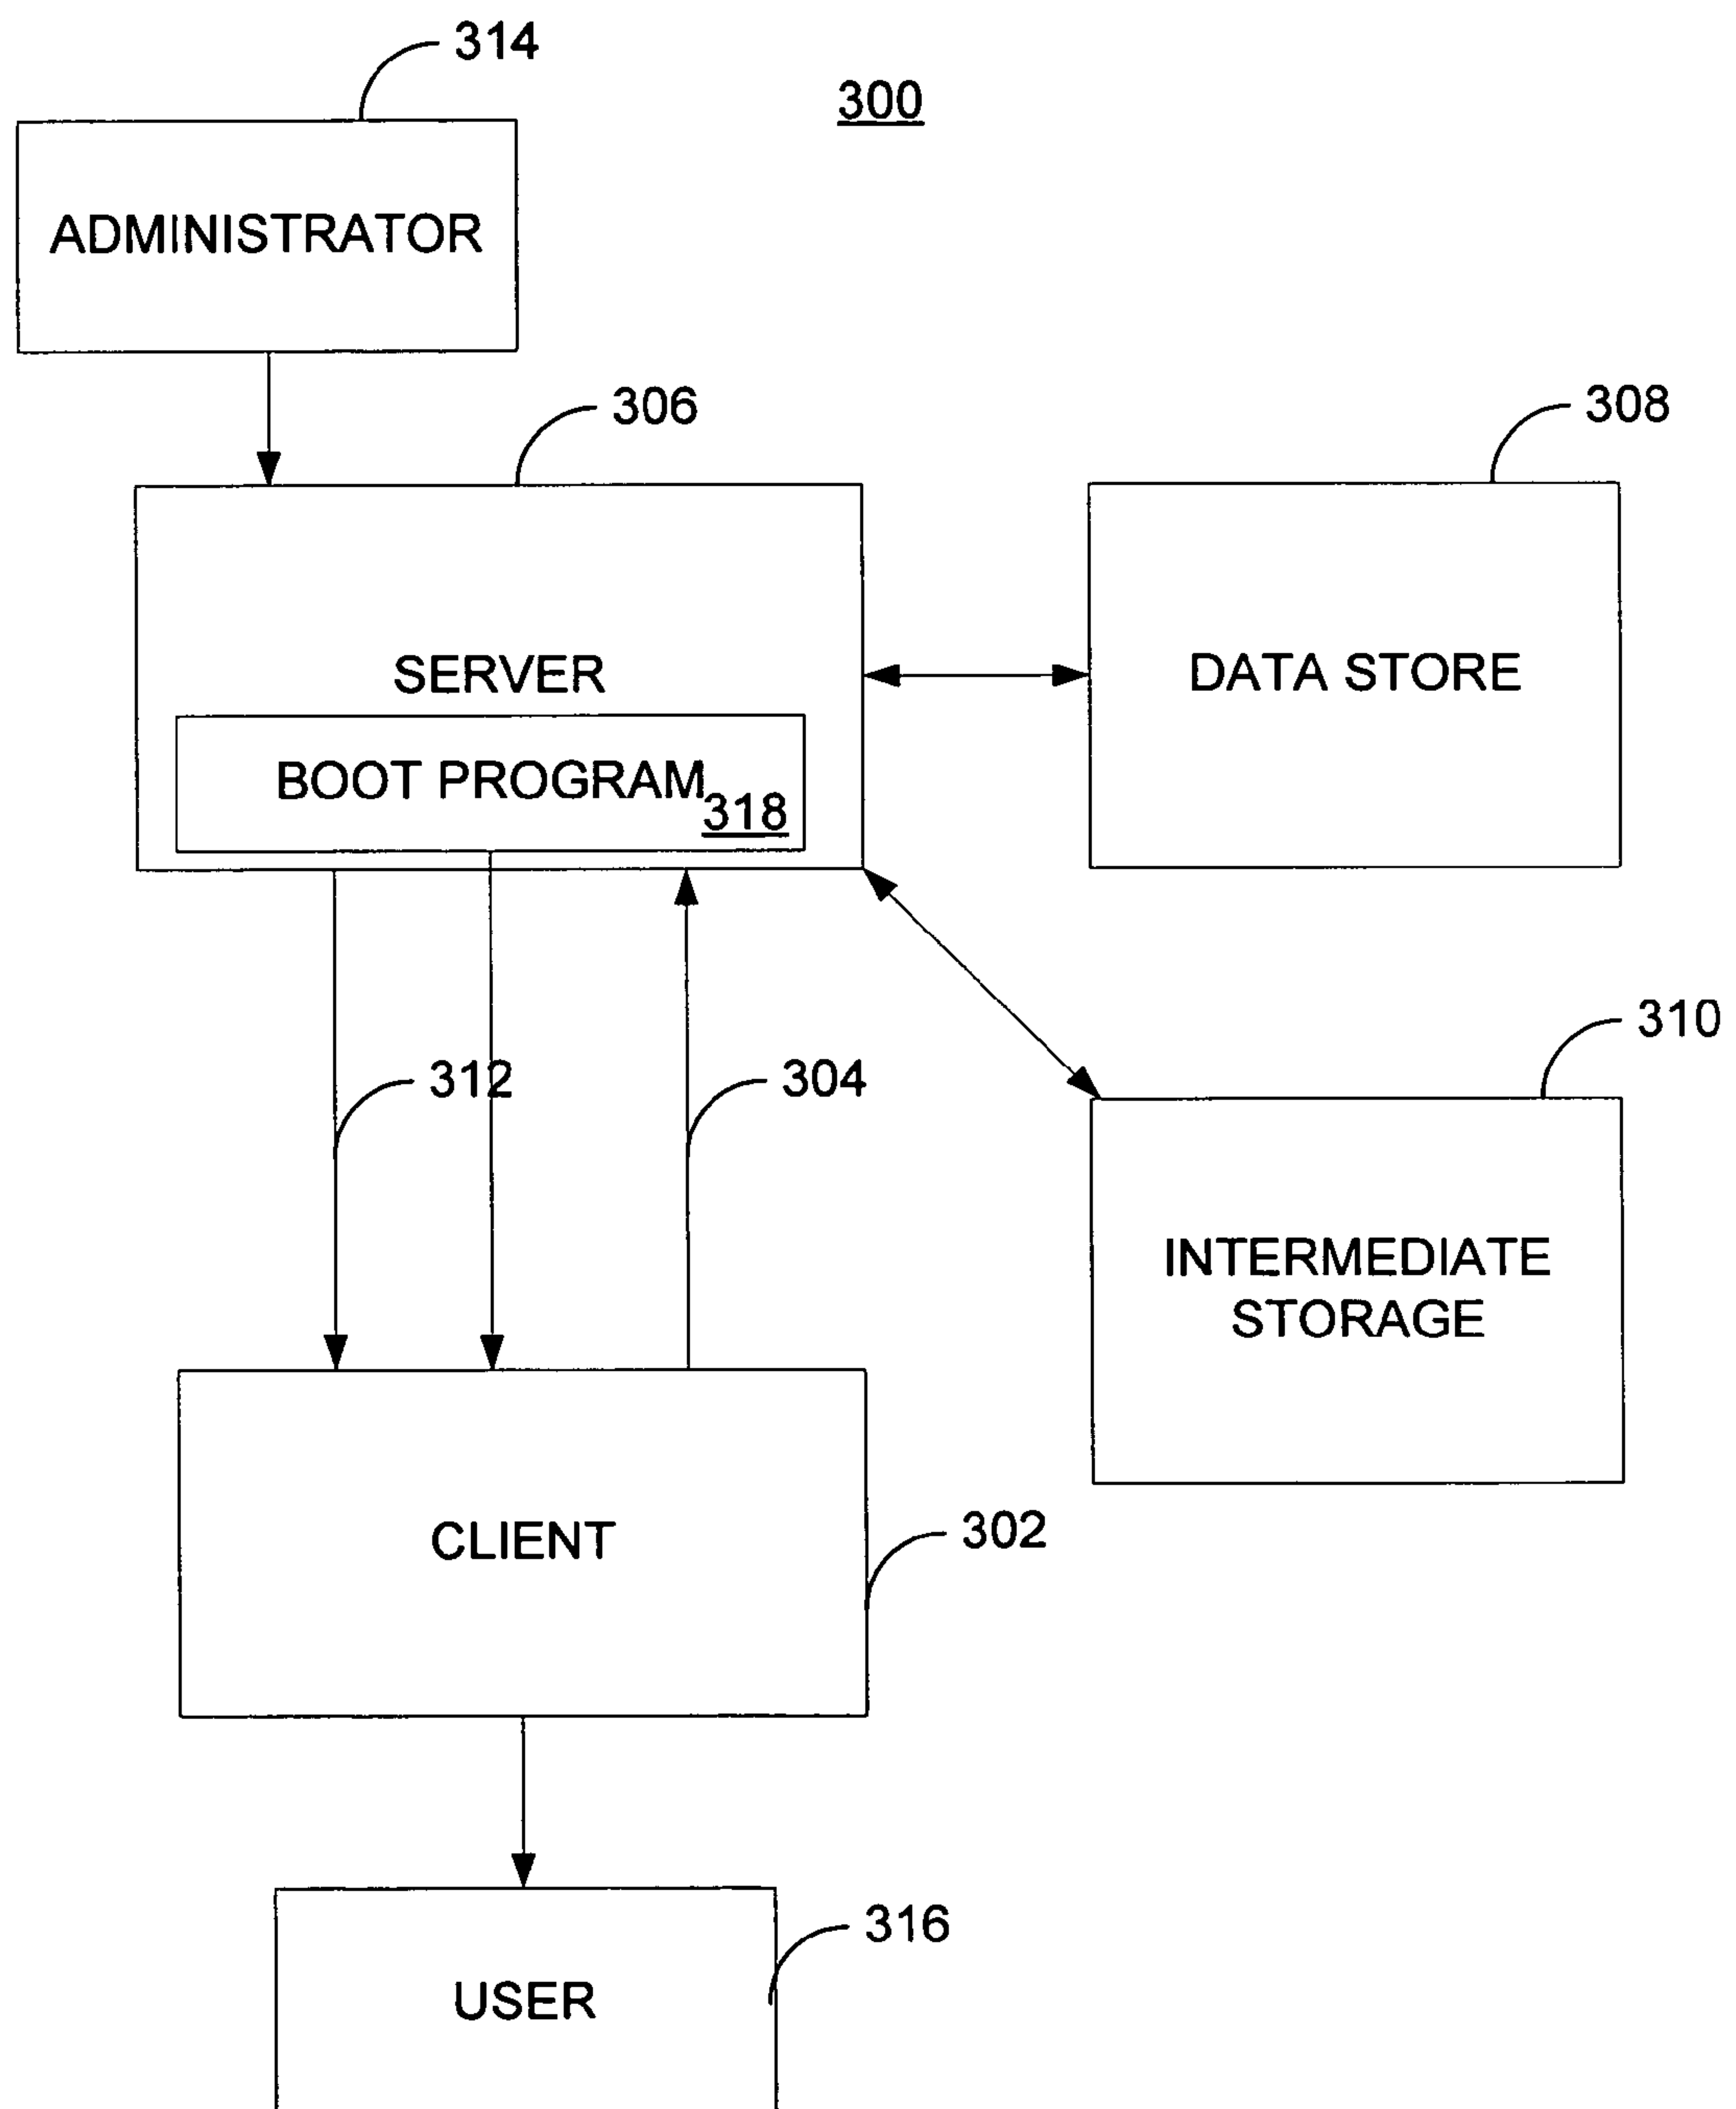 314
300
ADMINISTRATOR
306
308
SERVER
DATA STORE
BOOT PROGRAM
318
310
312
304
INTERMEDIATE
STORAGE
CLIENT
302
316
USER